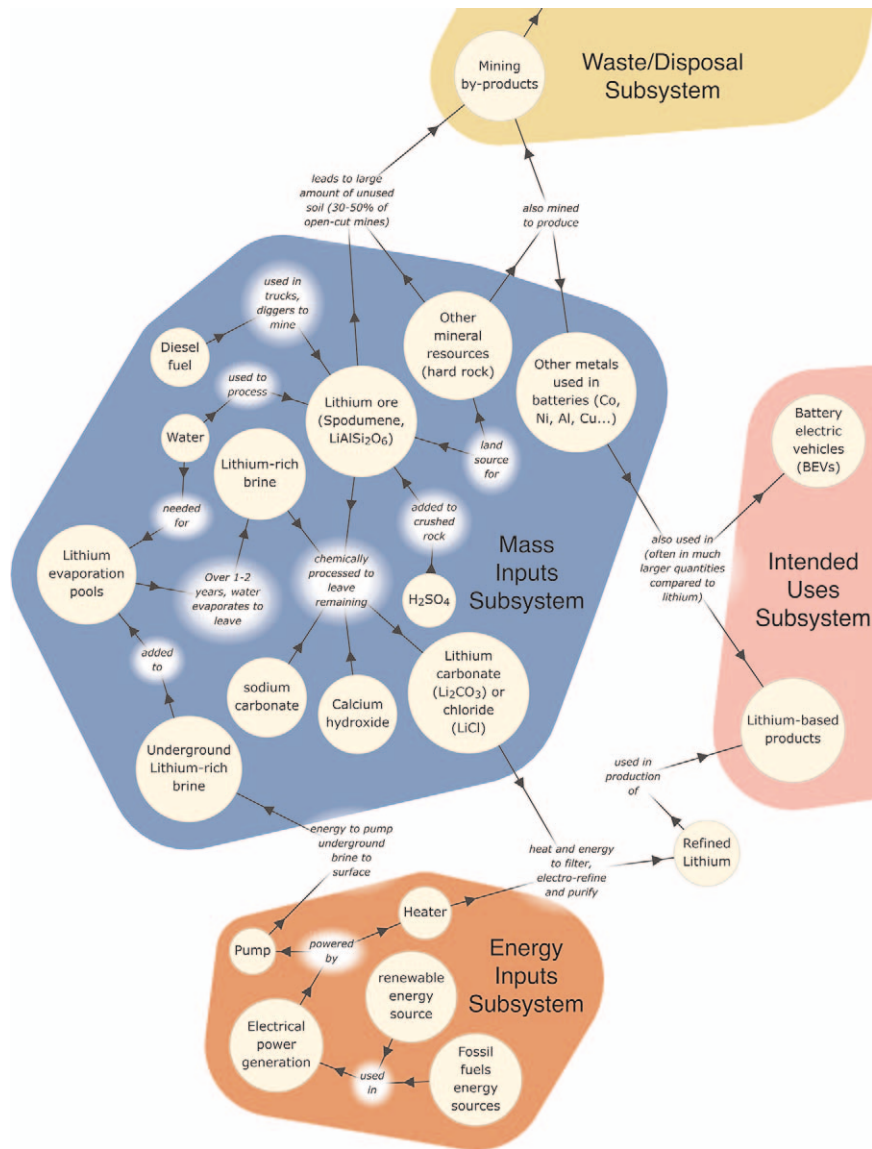 Mining
by-products
Waste/Disposal
Subsystem
leads to large
amount of unused
soil (30-50% of
open-cut mines)
also mined
to produce
used in
trucks,
diggers to
mine
Diesel
fuel
Other
mineral
resources
(hard rock)
Other metals
used in
batteries (Co,
Ni, Al, Cu...)
used to
process
Lithium ore
(Spodumene,
LiAlSi₂O₆)
Water
Lithium-rich
brine
land
source
for
Battery
electric
vehicles
(BEVs)
needed
for
added to
crushed
rock
Lithium
evaporation
pools
Over 1-2
years, water
evaporates to
leave
chemically
processed to
leave
remaining
H₂SO₄
Mass
Inputs
Subsystem
also used in
(often in much
larger quantities
compared to
lithium)
Intended
Uses
Subsystem
added
to
sodium
carbonate
Calcium
hydroxide
Lithium
carbonate
(Li₂CO₃) or
chloride
(LiCl)
Lithium-based
products
Underground
Lithium-rich
brine
used in
production
of
energy to pump
underground
brine to
surface
heat and energy
to filter,
electro-refine
and purify
Refined
Lithium
Heater
Pump
powered
by
Energy
Inputs
Subsystem
renewable
energy
source
Electrical
power
generation
used
in
Fossil
fuels
energy
sources